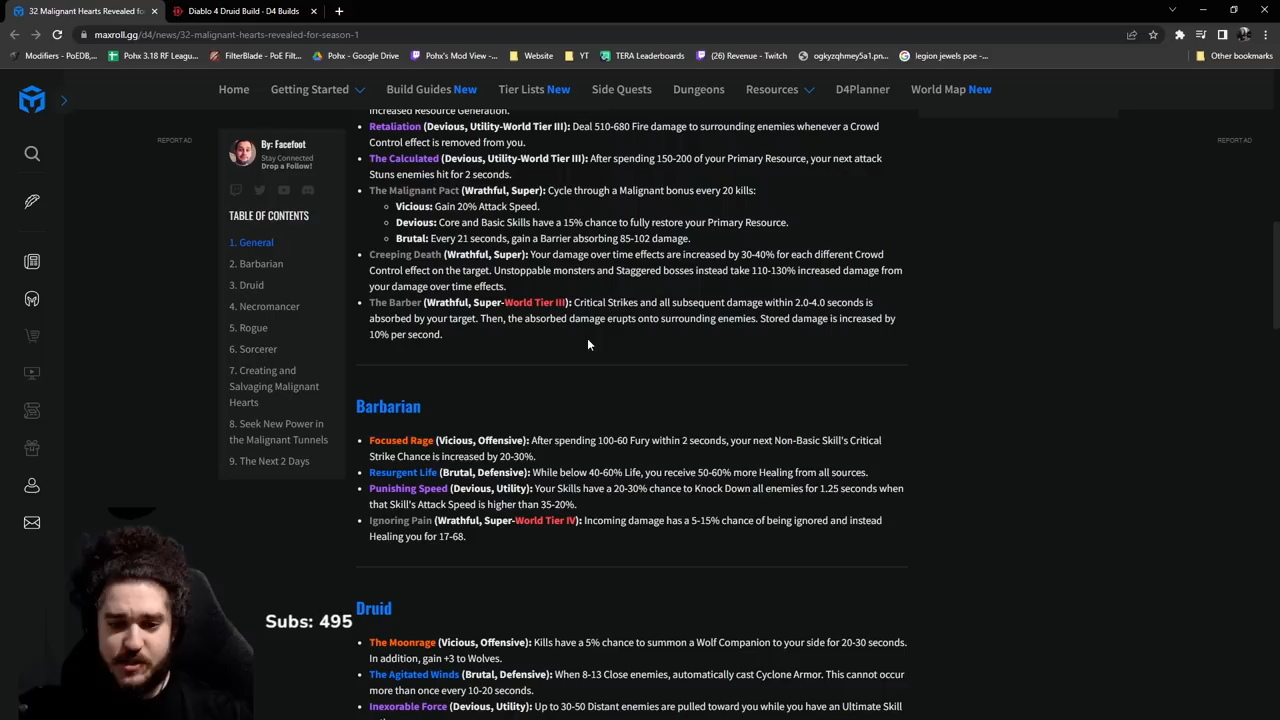 32 Malignant Hearts Revealed fo
Diablo 4 Druid Build - D4 Builds
maxroll.gg/d4/news/32-malignant-hearts-revealed-for-season-1
Modifiers - PoEDB,...
Pohx 3.18 RF Leagu...
FilterBlade - PoE Filt...
Pohx - Google Drive
Pohx's Mod View - ...
Website
YT
TERA Leaderboards
(26) Revenue - Twitch
ogkyzqhmey5a1.pn...
legion jewels poe -...
Other bookmarks
Home
Getting Started
Build Guides New
Tier Lists New
Side Quests
Dungeons
Resources
D4Planner
World Map New
REPORT AD
By: Facefoot
Stay Connected
Drop a Follow!
TABLE OF CONTENTS
1. General
2. Barbarian
3. Druid
4. Necromancer
5. Rogue
6. Sorcerer
7. Creating and
Salvaging Malignant
Hearts
8. Seek New Power in
the Malignant Tunnels
9. The Next 2 Days
increased Resource Generation.
Retaliation (Devious, Utility-World Tier III): Deal 510-680 Fire damage to surrounding enemies whenever a Crowd
Control effect is removed from you.
The Calculated (Devious, Utility-World Tier III): After spending 150-200 of your Primary Resource, your next attack
Stuns enemies hit for 2 seconds.
The Malignant Pact (Wrathful, Super): Cycle through a Malignant bonus every 20 kills:
Vicious: Gain 20% Attack Speed.
Devious: Core and Basic Skills have a 15% chance to fully restore your Primary Resource.
Brutal: Every 21 seconds, gain a Barrier absorbing 85-102 damage.
Creeping Death (Wrathful, Super): Your damage over time effects are increased by 30-40% for each different Crowd
Control effect on the target. Unstoppable monsters and Staggered bosses instead take 110-130% increased damage from
your damage over time effects.
The Barber (Wrathful, Super-World Tier III): Critical Strikes and all subsequent damage within 2.0-4.0 seconds is
absorbed by your target. Then, the absorbed damage erupts onto surrounding enemies. Stored damage is increased by
10% per second.
Barbarian
Focused Rage (Vicious, Offensive): After spending 100-60 Fury within 2 seconds, your next Non-Basic Skill's Critical
Strike Chance is increased by 20-30%.
Resurgent Life (Brutal, Defensive): While below 40-60% Life, you receive 50-60% more Healing from all sources.
Punishing Speed (Devious, Utility): Your Skills have a 20-30% chance to Knock Down all enemies for 1.25 seconds when
that Skill's Attack Speed is higher than 35-20%.
Ignoring Pain (Wrathful, Super-World Tier IV): Incoming damage has a 5-15% chance of being ignored and instead
Healing you for 17-68.
Druid
The Moonrage (Vicious, Offensive): Kills have a 5% chance to summon a Wolf Companion to your side for 20-30 seconds.
In addition, gain +3 to Wolves.
The Agitated Winds (Brutal, Defensive): When 8-13 Close enemies, automatically cast Cyclone Armor. This cannot occur
more than once every 10-20 seconds.
Inexorable Force (Devious, Utility): Up to 30-50 Distant enemies are pulled toward you while you have an Ultimate Skill
REPORT AD
Subs: 495